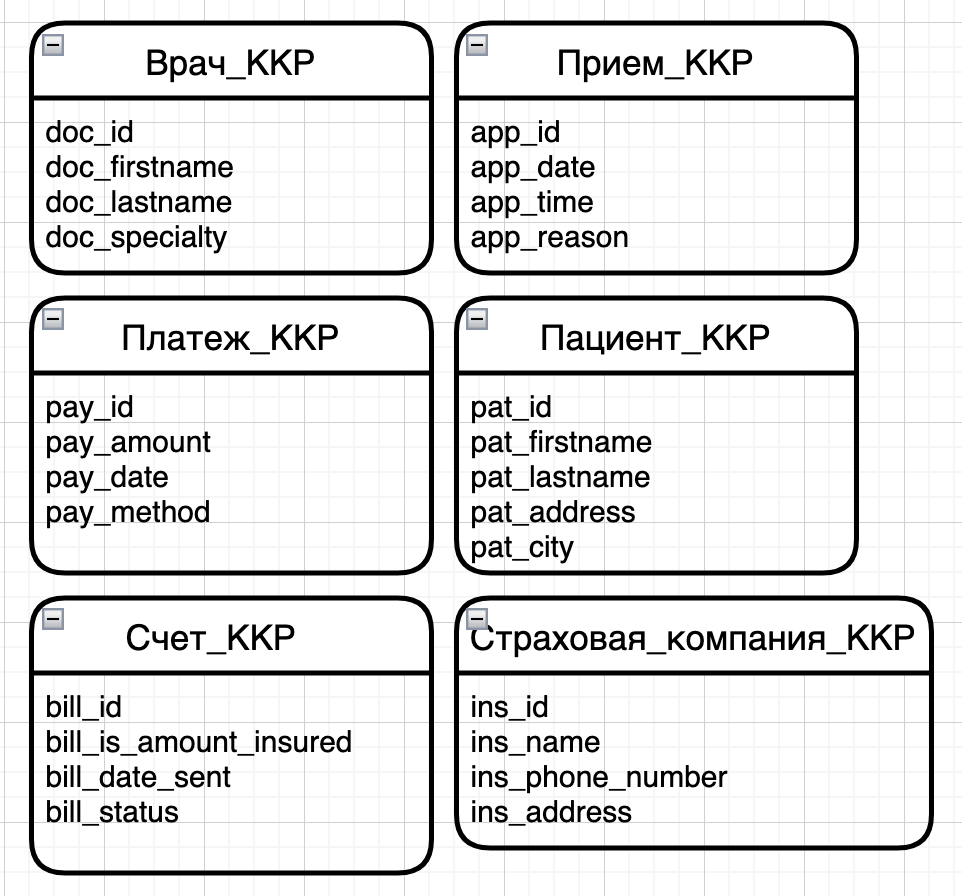 Врач_ККР
doc_id
doc_firstname
doc_lastname
doc_specialty
Прием_ККР
app_id
app_date
app_time
app_reason
Платеж_ККР
pay_id
pay_amount
pay_date
pay_method
Пациент_ККР
pat_id
pat_firstname
pat_lastname
pat_address
pat_city
Счет_ККР
bill_id
bill_is_amount_insured
bill_date_sent
bill_status
Страховая_компания_ККР
ins_id
ins_name
ins_phone_number
ins_address